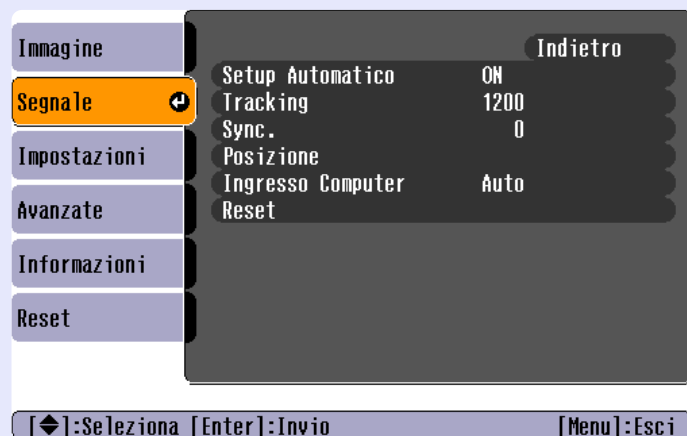 Immagine
Segnale
Impostazioni
Avanzate
Informazioni
Reset
Indietro
Setup Automatico ON
Tracking 1200
Sync. 0
Posizione
Ingresso Computer Auto
Reset
[◆]:Seleziona [Enter]:Invio [Menu]:Esci